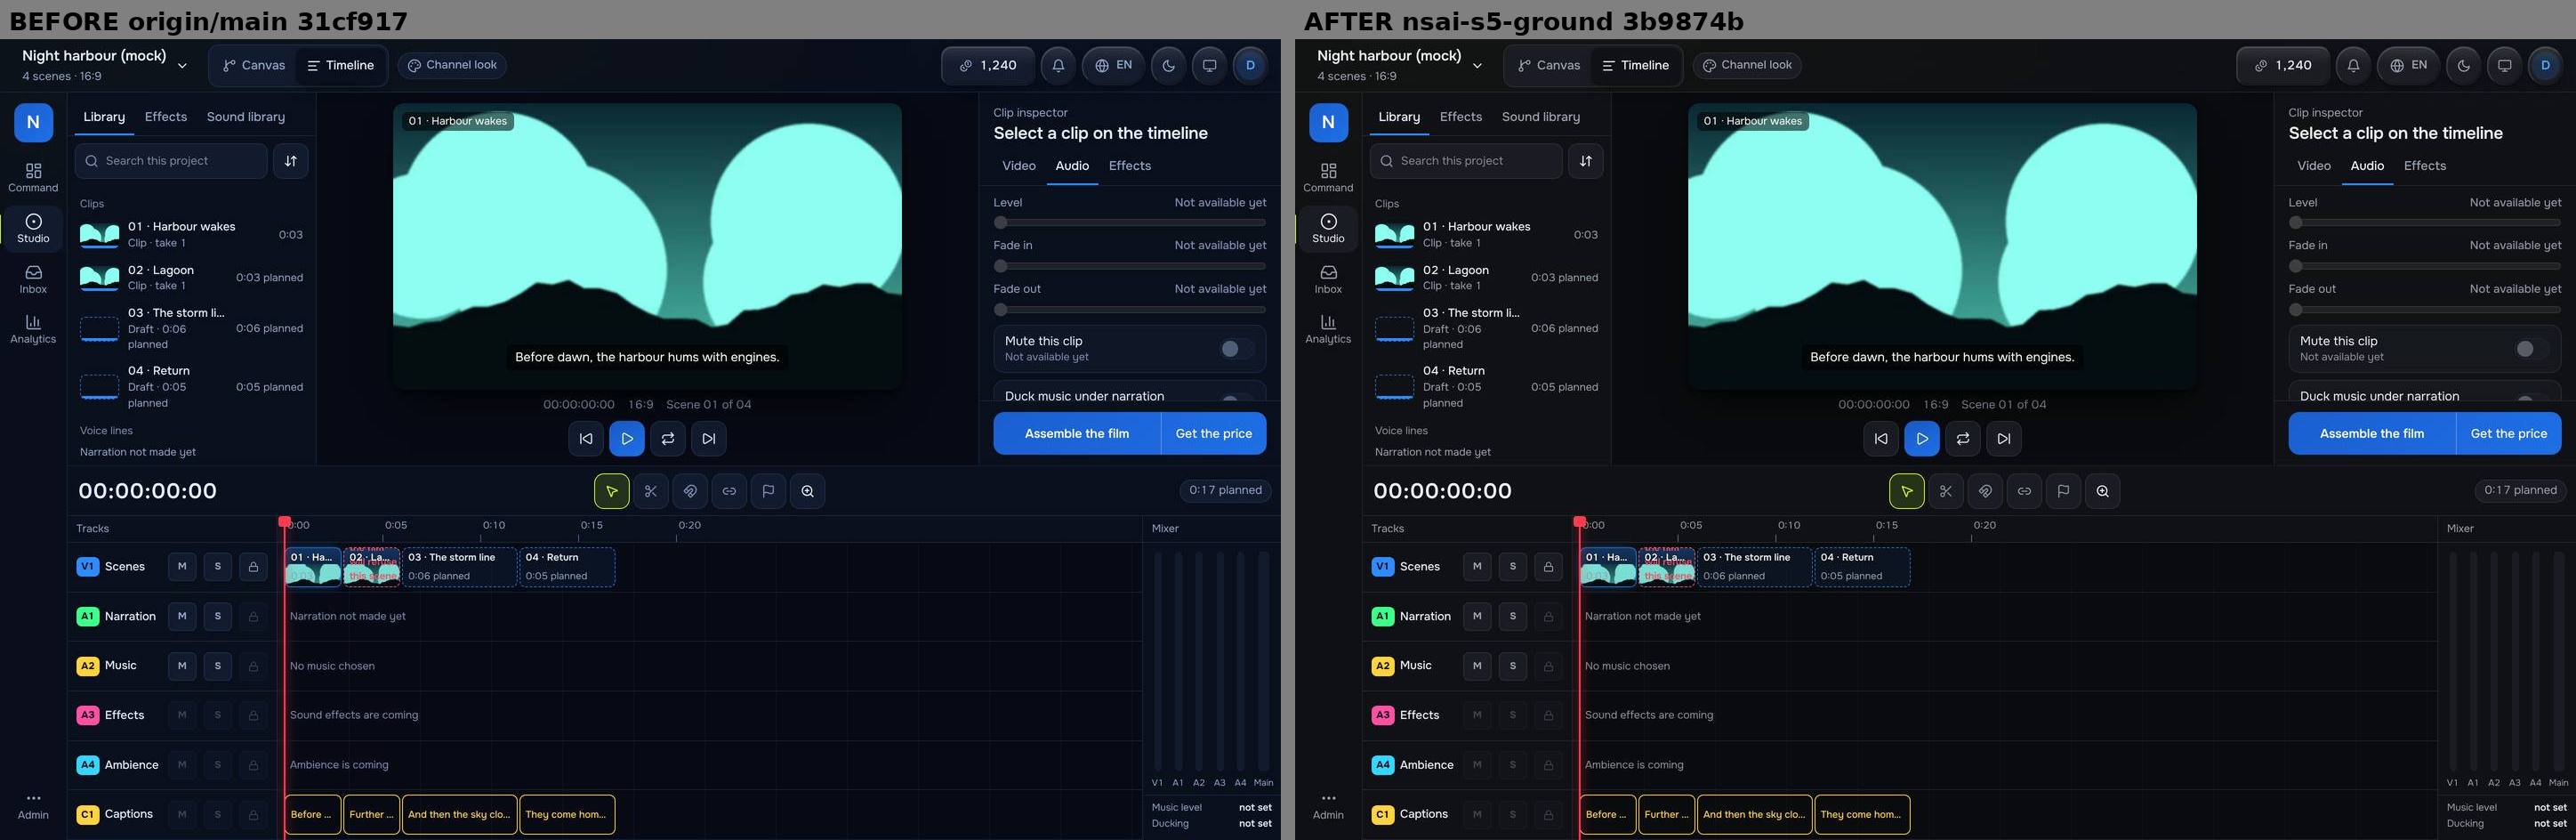 BEFORE origin/main 31cf917
Night harbour (mock)
4 scenes · 16:9
Canvas
Timeline
Channel look
1,240
EN
D
N
Command
Studio
Inbox
Analytics
Admin
Library
Effects
Sound library
Search this project
Clips
01 · Harbour wakes
Clip · take 1
0:03
02 · Lagoon
Clip · take 1
0:03 planned
03 · The storm li...
Draft · 0:06
planned
0:06 planned
04 · Return
Draft · 0:05
planned
0:05 planned
Voice lines
Narration not made yet
01 · Harbour wakes
Before dawn, the harbour hums with engines.
00:00:00:00 16:9 Scene 01 of 04
Clip inspector
Select a clip on the timeline
Video
Audio
Effects
Level
Not available yet
Fade in
Not available yet
Fade out
Not available yet
Mute this clip
Not available yet
Duck music under narration
Assemble the film
Get the price
00:00:00:00
0:17 planned
Tracks
0:00
0:05
0:10
0:15
0:20
Mixer
V1 Scenes M S
01 · Ha...
02 · La...
this scene
03 · The storm line
0:06 planned
04 · Return
0:05 planned
A1 Narration M S
Narration not made yet
A2 Music M S
No music chosen
A3 Effects M S
Sound effects are coming
A4 Ambience M S
Ambience is coming
C1 Captions M S
Before ...
Further ...
And then the sky clo...
They come hom...
V1 A1 A2 A3 A4 Main
Music level not set
Ducking not set
AFTER nsai-s5-ground 3b9874b
Night harbour (mock)
4 scenes · 16:9
Canvas
Timeline
Channel look
1,240
EN
D
N
Command
Studio
Inbox
Analytics
Admin
Library
Effects
Sound library
Search this project
Clips
01 · Harbour wakes
Clip · take 1
0:03
02 · Lagoon
Clip · take 1
0:03 planned
03 · The storm li...
Draft · 0:06
planned
0:06 planned
04 · Return
Draft · 0:05
planned
0:05 planned
Voice lines
Narration not made yet
01 · Harbour wakes
Before dawn, the harbour hums with engines.
00:00:00:00 16:9 Scene 01 of 04
Clip inspector
Select a clip on the timeline
Video
Audio
Effects
Level
Not available yet
Fade in
Not available yet
Fade out
Not available yet
Mute this clip
Not available yet
Duck music under narration
Assemble the film
Get the price
00:00:00:00
0:17 planned
Tracks
0:00
0:05
0:10
0:15
0:20
Mixer
V1 Scenes M S
01 · Ha...
02 · La...
this scene
03 · The storm line
0:06 planned
04 · Return
0:05 planned
A1 Narration M S
Narration not made yet
A2 Music M S
No music chosen
A3 Effects M S
Sound effects are coming
A4 Ambience M S
Ambience is coming
C1 Captions M S
Before ...
Further ...
And then the sky clo...
They come hom...
V1 A1 A2 A3 A4 Main
Music level not set
Ducking not set